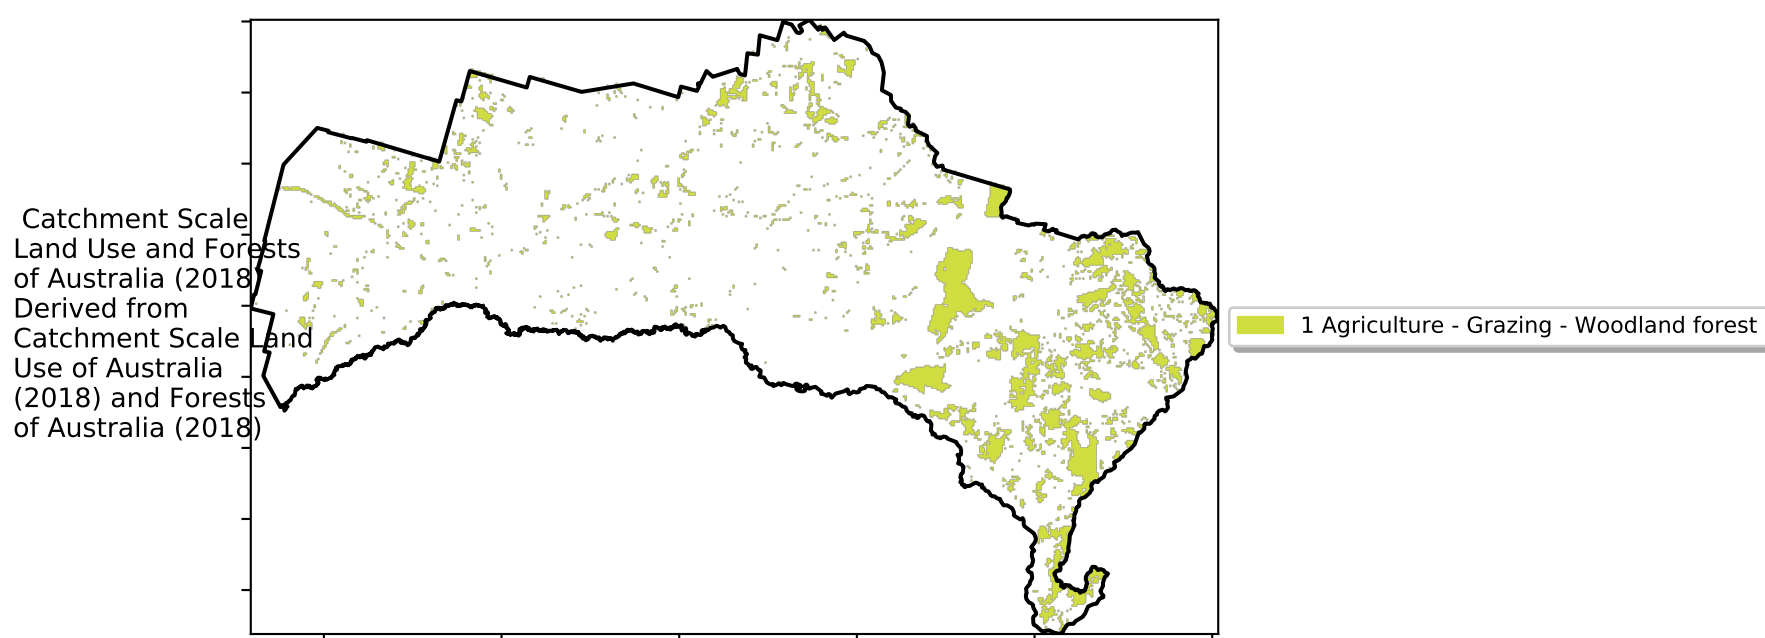 Catchment Scale
Land Use and Forests
of Australia (2018)
Derived from
Catchment Scale Land
Use of Australia
(2018) and Forests
of Australia (2018)
1 Agriculture - Grazing - Woodland forest